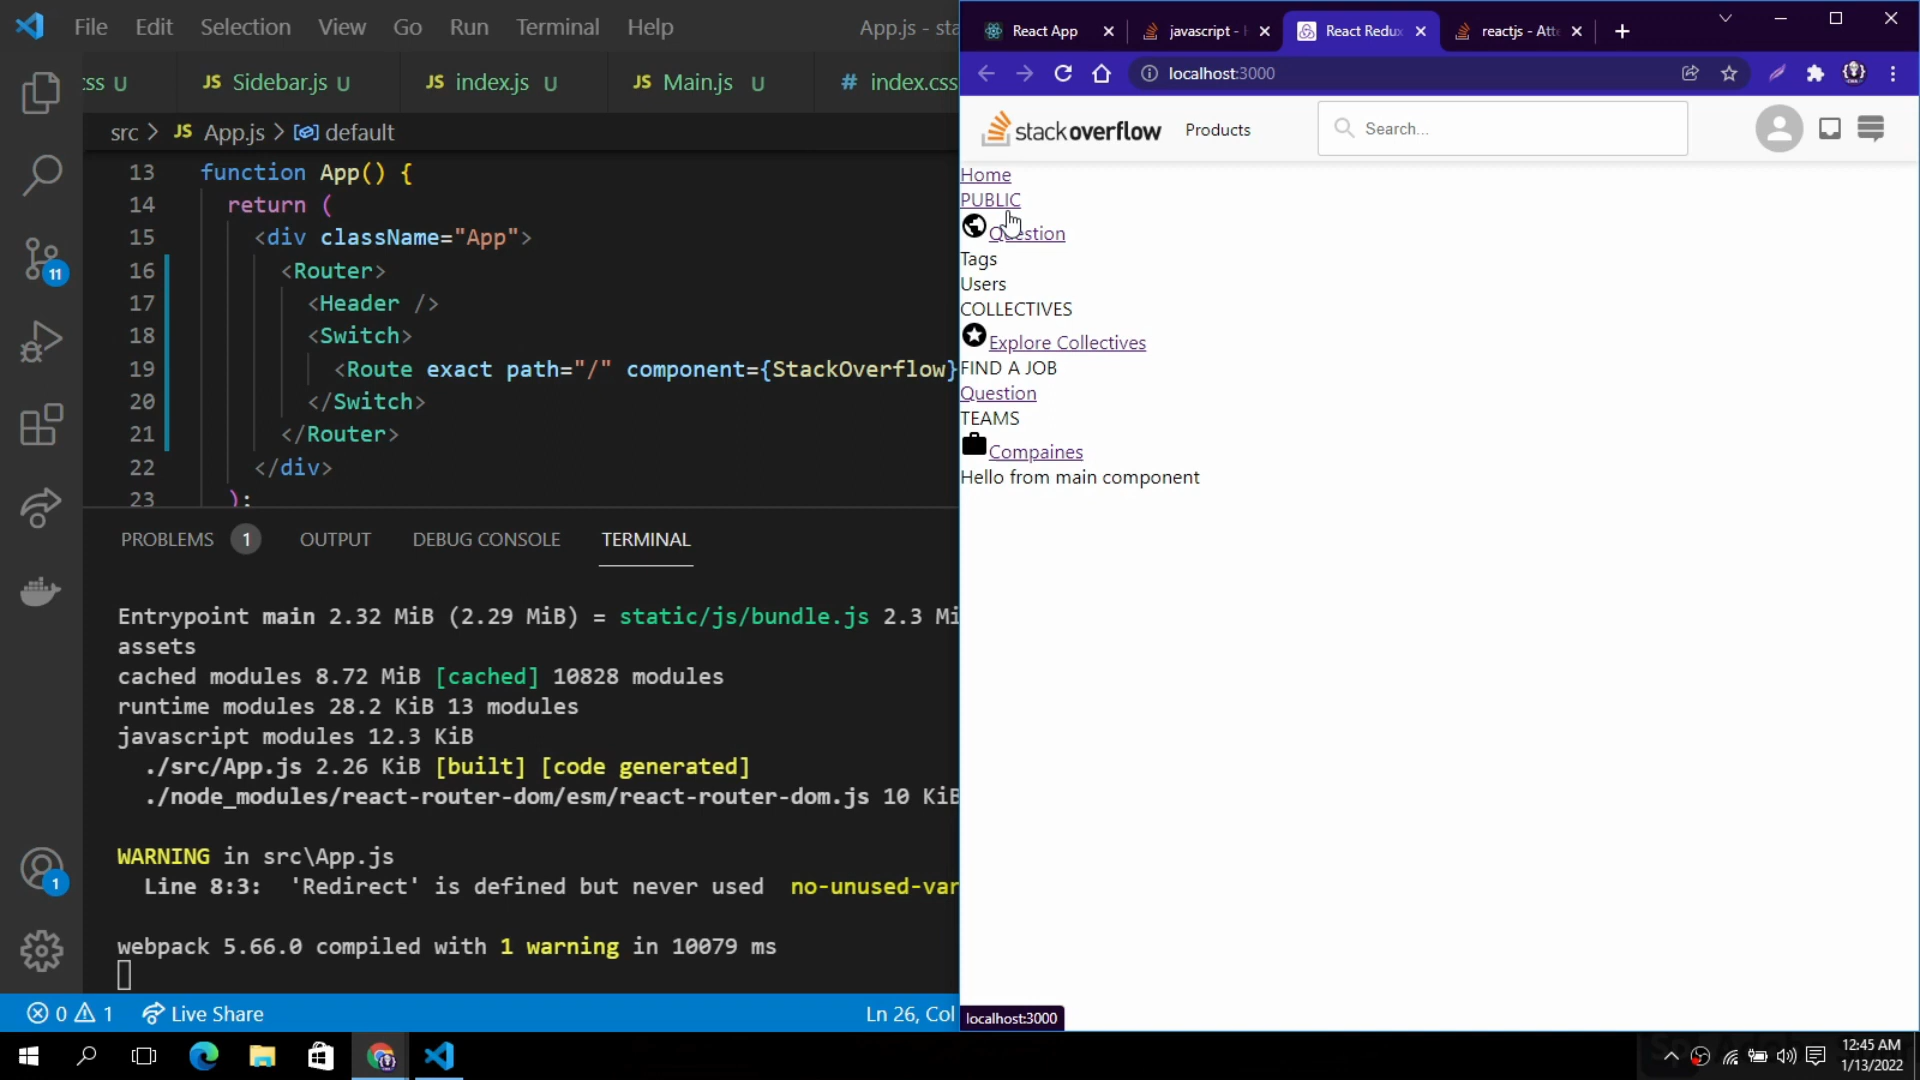 File Edit Selection View Go Run Terminal Help App.js - sta
ss U JS Sidebar.js U JS index.js U JS Main.js U # index.css
src > JS App.js > default
13 function App() {
14 return (
15 <div className="App">
16 <Router>
17 <Header />
18 <Switch>
19 <Route exact path="/" component={StackOverflow}
20 </Switch>
21 </Router>
22 </div>
23 );
11
PROBLEMS 1 OUTPUT DEBUG CONSOLE TERMINAL
Entrypoint main 2.32 MiB (2.29 MiB) = static/js/bundle.js 2.3 Mi
assets
cached modules 8.72 MiB [cached] 10828 modules
runtime modules 28.2 KiB 13 modules
javascript modules 12.3 KiB
./src/App.js 2.26 KiB [built] [code generated]
./node_modules/react-router-dom/esm/react-router-dom.js 10 KiB
WARNING in src\App.js
Line 8:3: 'Redirect' is defined but never used no-unused-var
webpack 5.66.0 compiled with 1 warning in 10079 ms
1
0 1 Live Share Ln 26, Col
React App javascript - React Redux reactjs - Atte
localhost:3000
stackoverflow Products Search...
Home
PUBLIC
Question
Tags
Users
COLLECTIVES
Explore Collectives
FIND A JOB
Question
TEAMS
Compaines
Hello from main component
localhost:3000
12:45 AM
1/13/2022